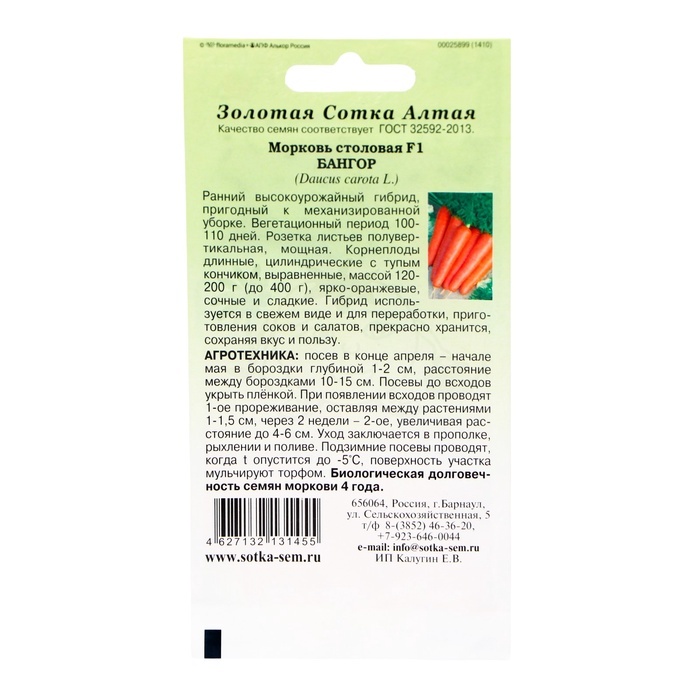 © floramedia • АПФ Алькор Россия
00025899 (1410)
Золотая Сотка Алтая
Качество семян соответствует ГОСТ 32592-2013.
Морковь столовая F1
БАНГОР
(Daucus carota L.)
Ранний высокоурожайный гибрид,
пригодный к механизированной
уборке. Вегетационный период 100-
110 дней. Розетка листьев полувер-
тикальная, мощная. Корнеплоды
длинные, цилиндрические с тупым
кончиком, выравненные, массой 120-
200 г (до 400 г), ярко-оранжевые,
сочные и сладкие. Гибрид исполь-
зуется в свежем виде и для переработки, приго-
товления соков и салатов, прекрасно хранится,
сохраняя вкус и пользу.
АГРОТЕХНИКА: посев в конце апреля – начале
мая в бороздки глубиной 1-2 см, расстояние
между бороздками 10-15 см. Посевы до всходов
укрыть плёнкой. При появлении всходов проводят
1-ое прореживание, оставляя между растениями
1-1,5 см, через 2 недели – 2-ое, увеличивая рас-
стояние до 4-6 см. Уход заключается в прополке,
рыхлении и поливе. Подзимние посевы проводят,
когда t опустится до -5°С, поверхность участка
мульчируют торфом. Биологическая долговеч-
ность семян моркови 4 года.
656064, Россия, г.Барнаул,
ул. Сельскохозяйственная, 5
т/ф 8-(3852) 46-36-20,
+7-923-646-0044
e-mail: info@sotka-sem.ru
ИП Калугин Е.В.
4 627132 131455
www.sotka-sem.ru